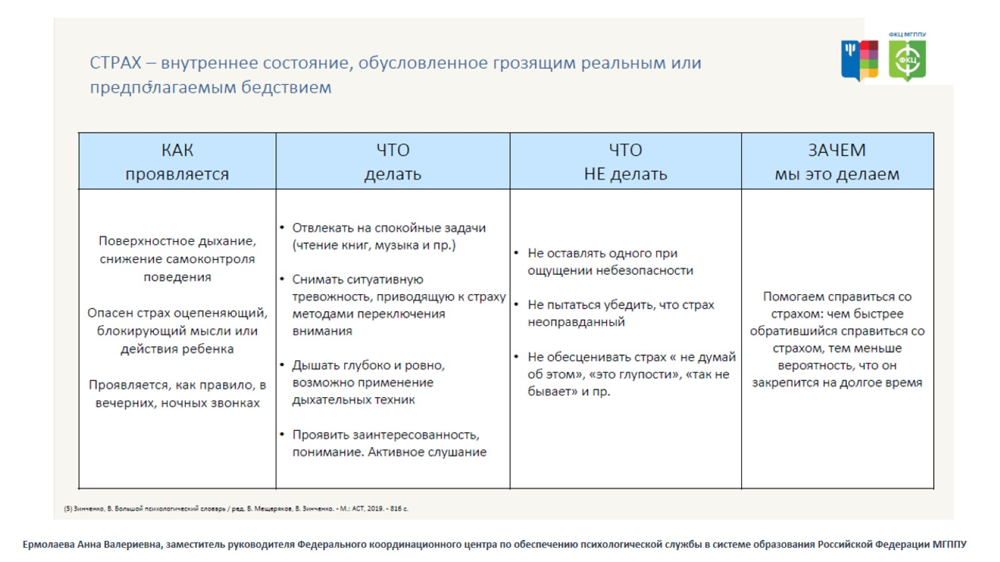 ФКЦ МГППУ
ФКЦ
СТРАХ – внутреннее состояние, обусловленное грозящим реальным или
предполагаемым бедствием
5
КАК
проявляется
ЧТО
делать
ЧТО
НЕ делать
ЗАЧЕМ
мы это делаем
Поверхностное дыхание,
снижение самоконтроля
поведения
Опасен страх оцепеняющий,
блокирующий мысли или
действия ребенка
Проявляется, как правило, в
вечерних, ночных звонках
• Отвлекать на спокойные задачи
(чтение книг, музыка и пр.)
• Снимать ситуативную
тревожность, приводящую к страху
методами переключения
внимания
• Дышать глубоко и ровно,
возможно применение
дыхательных техник
• Проявить заинтересованность,
понимание. Активное слушание
• Не оставлять одного при
ощущении небезопасности
• Не пытаться убедить, что страх
неоправданный
• Не обесценивать страх « не думай
об этом», «это глупости», «так не
бывает» и пр.
Помогаем справиться со
страхом: чем быстрее
обратившийся справиться со
страхом, тем меньше
вероятность, что он
закрепится на долгое время
(5) Зинченко, В. Большой психологический словарь / ред. Б. Мещеряков, В. Зинченко. - М.: АСТ, 2019. - 816 с.
Ермолаева Анна Валериевна, заместитель руководителя Федерального координационного центра по обеспечению психологической службы в системе образования Российской Федерации МГППУ